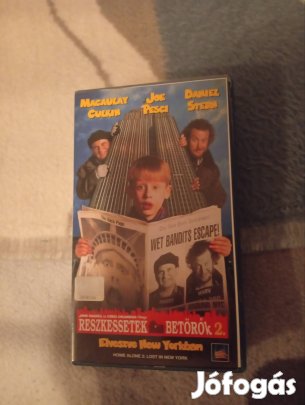 MACAULAY CULKIN
JOE PESCI
DANIEL STERN
WET BANDITS ESCAPE!
RESZKESSETEK BETÖRŐK 2.
Elveszve New Yorkban
HOME ALONE 2: LOST IN NEW YORK
Jófogás